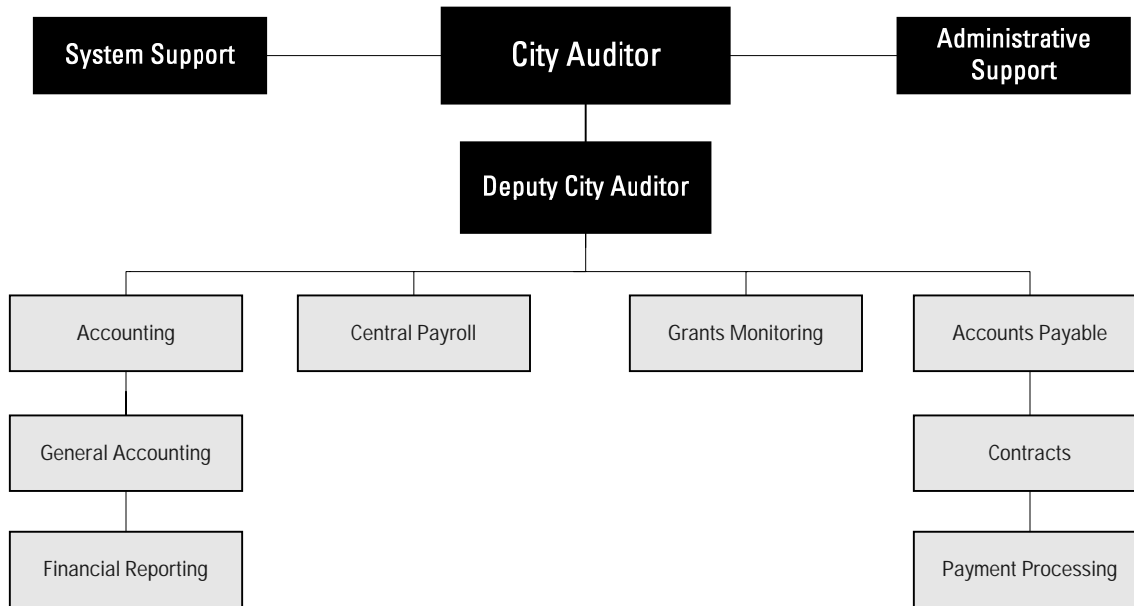 System Support
City Auditor
Administrative
Support
Deputy City Auditor
Accounting
Central Payroll
Grants Monitoring
Accounts Payable
General Accounting
Contracts
Financial Reporting
Payment Processing